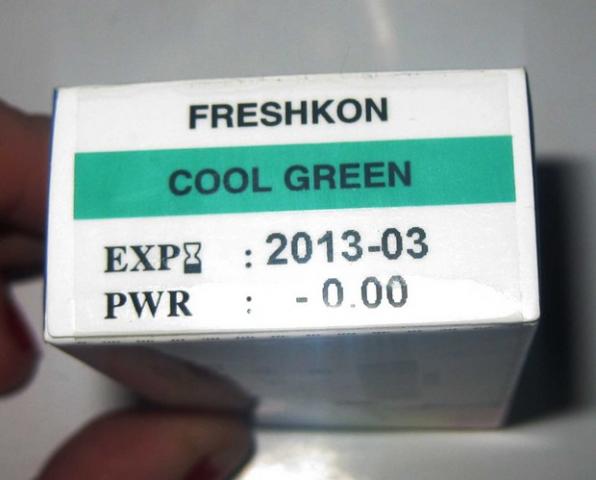 FRESHKON
COOL GREEN
EXP⌛ : 2013-03
PWR : - 0.00